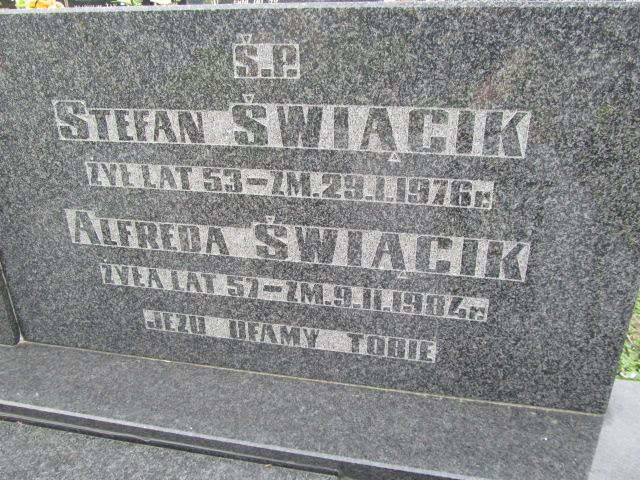 Ś.P.
STEFAN ŚWIĄCIK
ŻYŁ LAT 53 - ZM. 29.I.1976 r.
ALFREDA ŚWIĄCIK
ŻYŁA LAT 57 - ZM. 9.II.1984 r.
JEZU UFAMY TOBIE